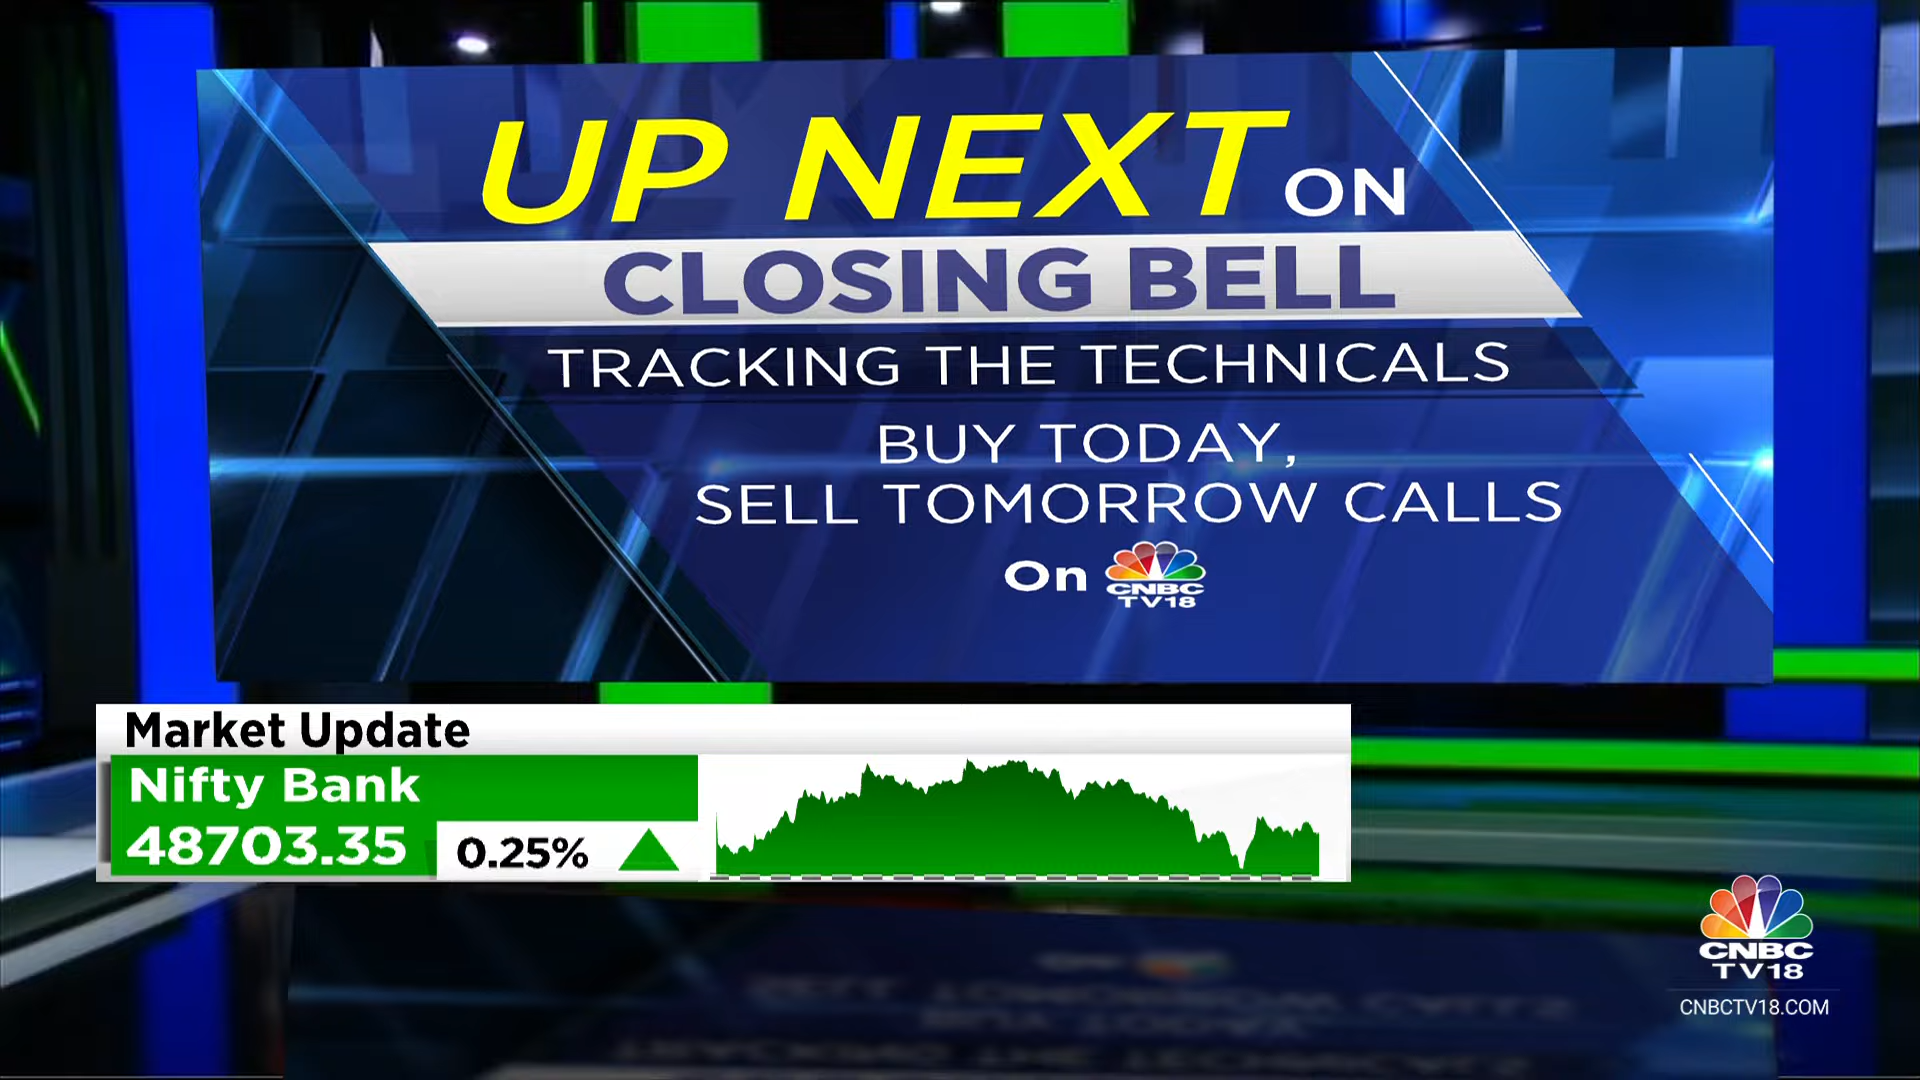 UP NEXT ON
CLOSING BELL
TRACKING THE TECHNICALS
BUY TODAY,
SELL TOMORROW CALLS
On CNBC
TV18
Market Update
Nifty Bank
48703.35
0.25%
CNBC
TV18
CNBCTV18.COM